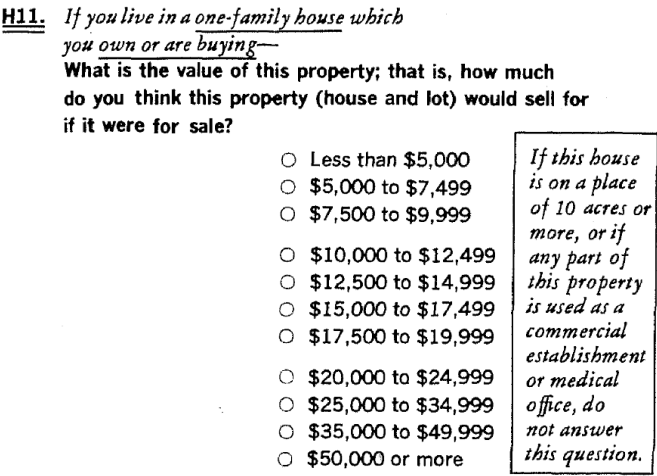 H11. If you live in a one-family house which
you own or are buying—
What is the value of this property; that is, how much
do you think this property (house and lot) would sell for
if it were for sale?
○ Less than $5,000
○ $5,000 to $7,499
○ $7,500 to $9,999
○ $10,000 to $12,499
○ $12,500 to $14,999
○ $15,000 to $17,499
○ $17,500 to $19,999
○ $20,000 to $24,999
○ $25,000 to $34,999
○ $35,000 to $49,999
○ $50,000 or more
If this house
is on a place
of 10 acres or
more, or if
any part of
this property
is used as a
commercial
establishment
or medical
office, do
not answer
this question.